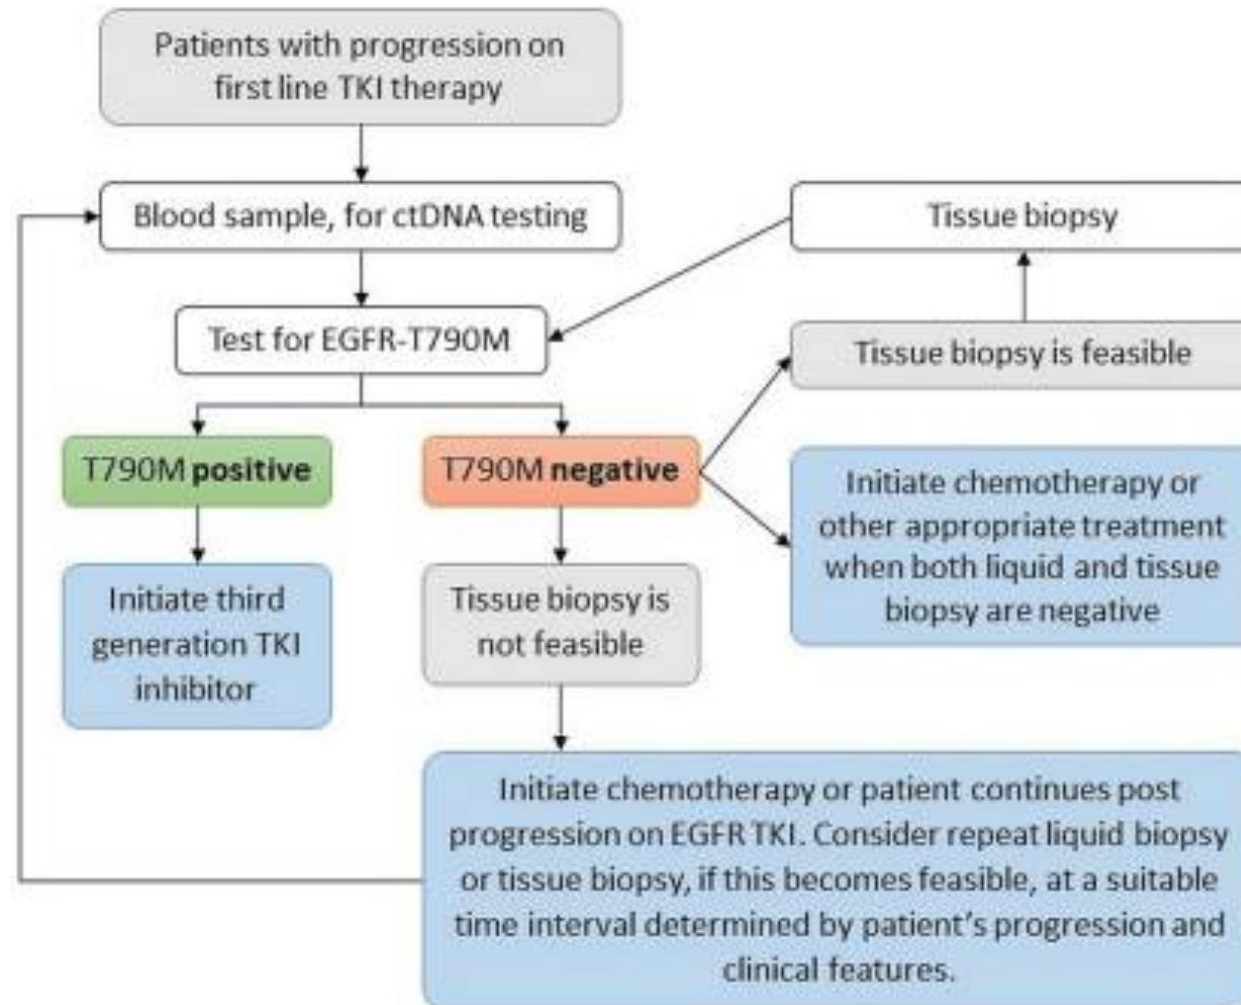 Patients with progression on
first line TKI therapy
Blood sample, for ctDNA testing
Tissue biopsy
Test for EGFR-T790M
Tissue biopsy is feasible
T790M positive
T790M negative
Initiate chemotherapy or
other appropriate treatment
when both liquid and tissue
biopsy are negative
Initiate third
generation TKI
inhibitor
Tissue biopsy is
not feasible
Initiate chemotherapy or patient continues post
progression on EGFR TKI. Consider repeat liquid biopsy
or tissue biopsy, if this becomes feasible, at a suitable
time interval determined by patient's progression and
clinical features.